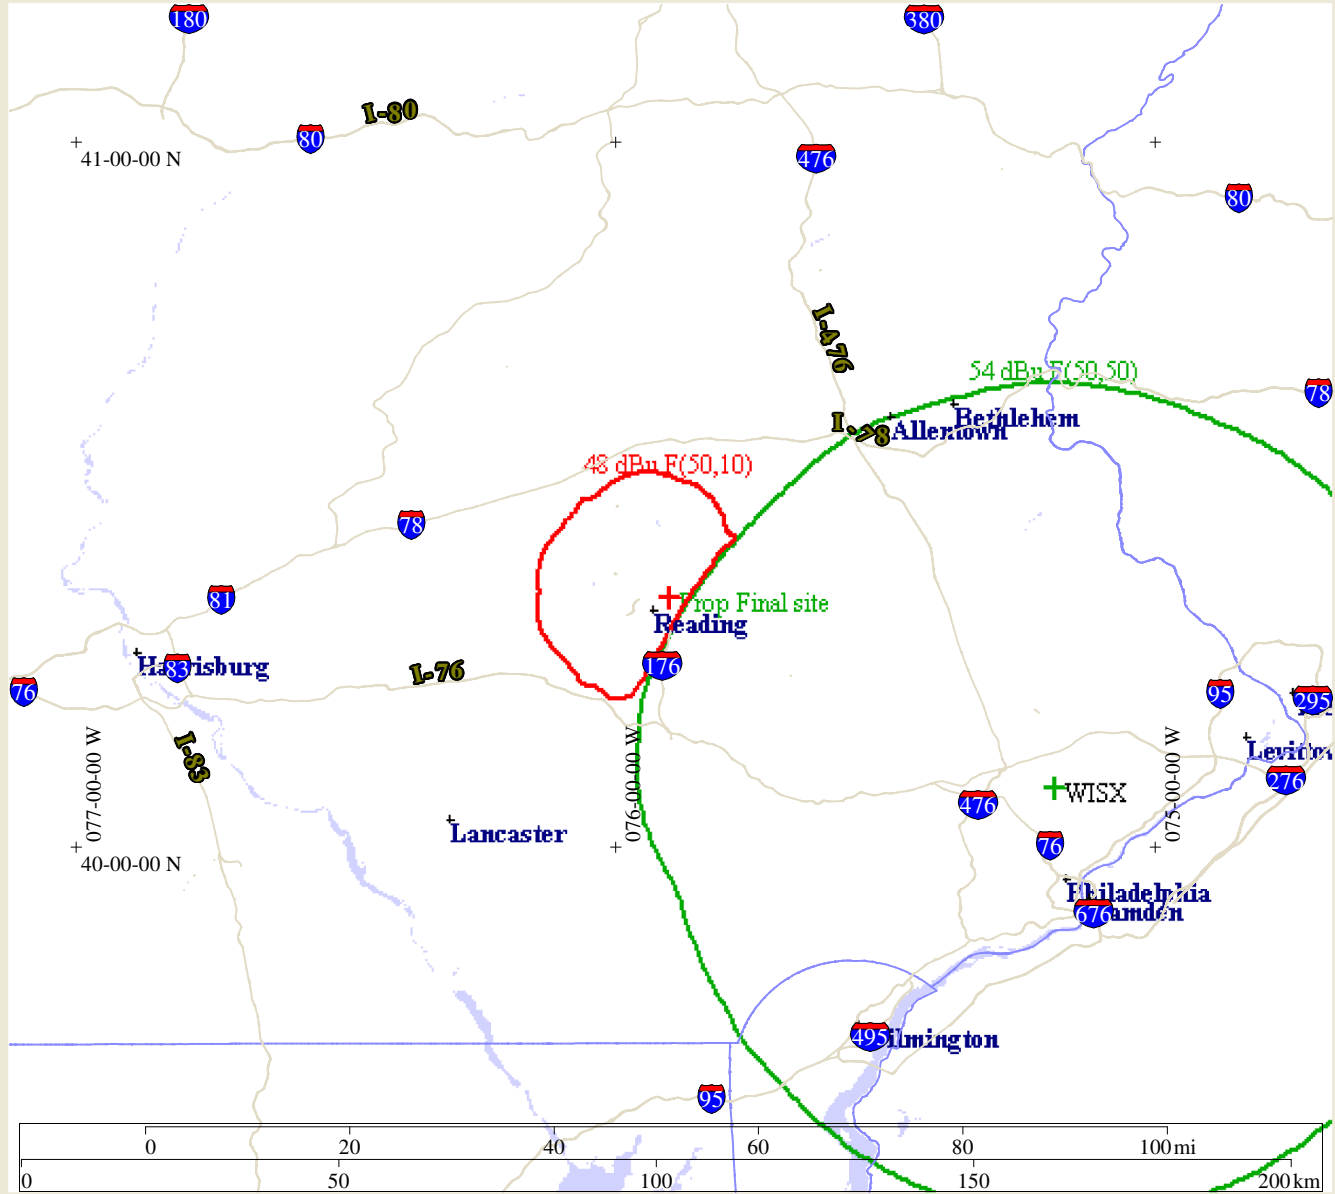 180
380
I-80
80
476
41-00-00 N
80
I-476
54 dBu F(50,50)
78
Bethlehem
I-78
Allentown
48 dBu F(50,10)
78
81
Prop Final site
Reading
Harrisburg
83
176
I-76
76
95
295
I-83
077-00-00 W
076-00-00 W
075-00-00 W
276
WISX
476
Lancaster
76
40-00-00 N
Philadelphia
676
495
95
0 20 40 60 80 100 mi
0 50 100 150 200 km